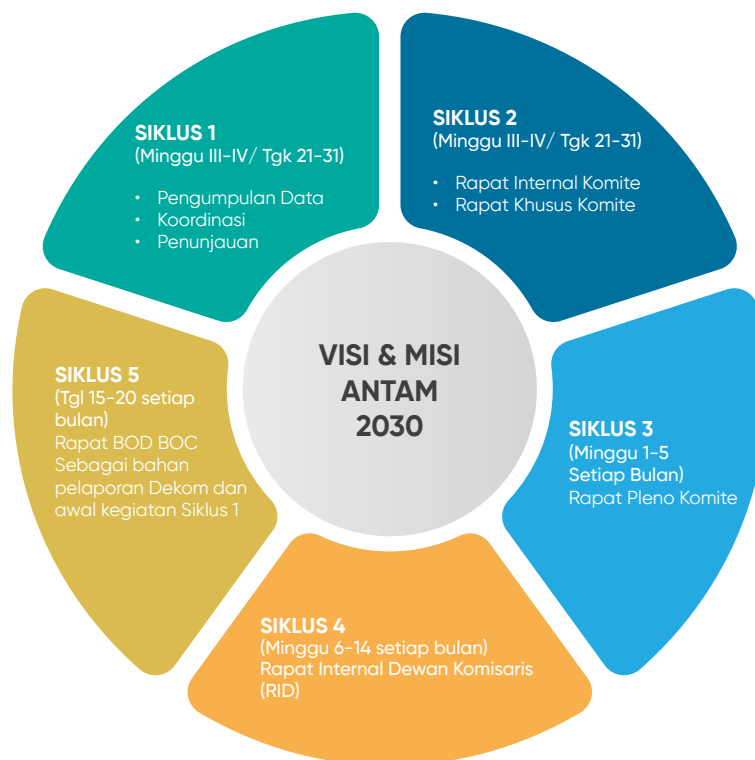 SIKLUS 1
(Minggu III-IV/ Tgk 21-31)
• Pengumpulan Data
• Koordinasi
• Penunjauan
SIKLUS 2
(Minggu III-IV/ Tgk 21-31)
• Rapat Internal Komite
• Rapat Khusus Komite
SIKLUS 3
(Minggu 1-5
Setiap Bulan)
Rapat Pleno Komite
SIKLUS 4
(Minggu 6-14 setiap bulan)
Rapat Internal Dewan Komisaris
(RID)
SIKLUS 5
(Tgl 15-20 setiap
bulan)
Rapat BOD BOC
Sebagai bahan
pelaporan Dekom dan
awal kegiatan Siklus 1
VISI & MISI
ANTAM
2030